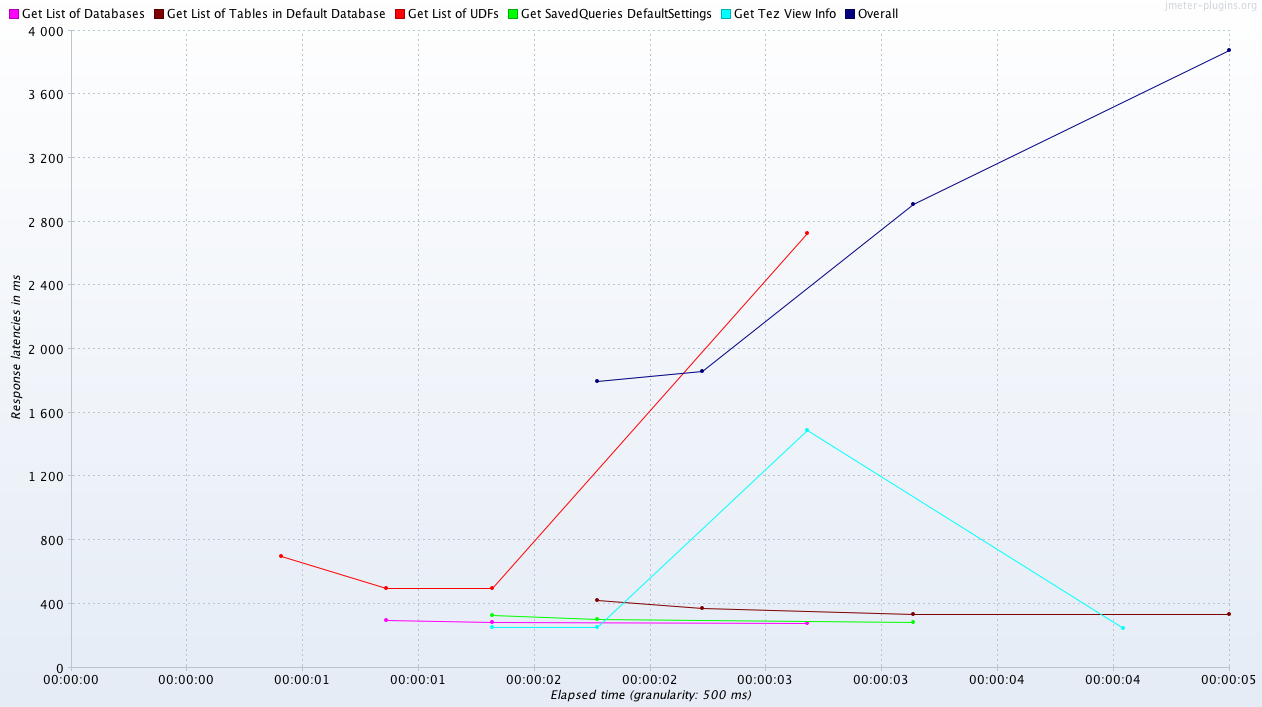 jmeter-plugins.org
Get List of Databases Get List of Tables in Default Database Get List of UDFs Get SavedQueries DefaultSettings Get Tez View Info Overall
4 000
3 600
3 200
2 800
2 400
2 000
1 600
1 200
800
400
0
Response latencies in ms
00:00:00 00:00:00 00:00:01 00:00:01 00:00:02 00:00:02 00:00:03 00:00:03 00:00:04 00:00:04 00:00:05
Elapsed time (granularity: 500 ms)